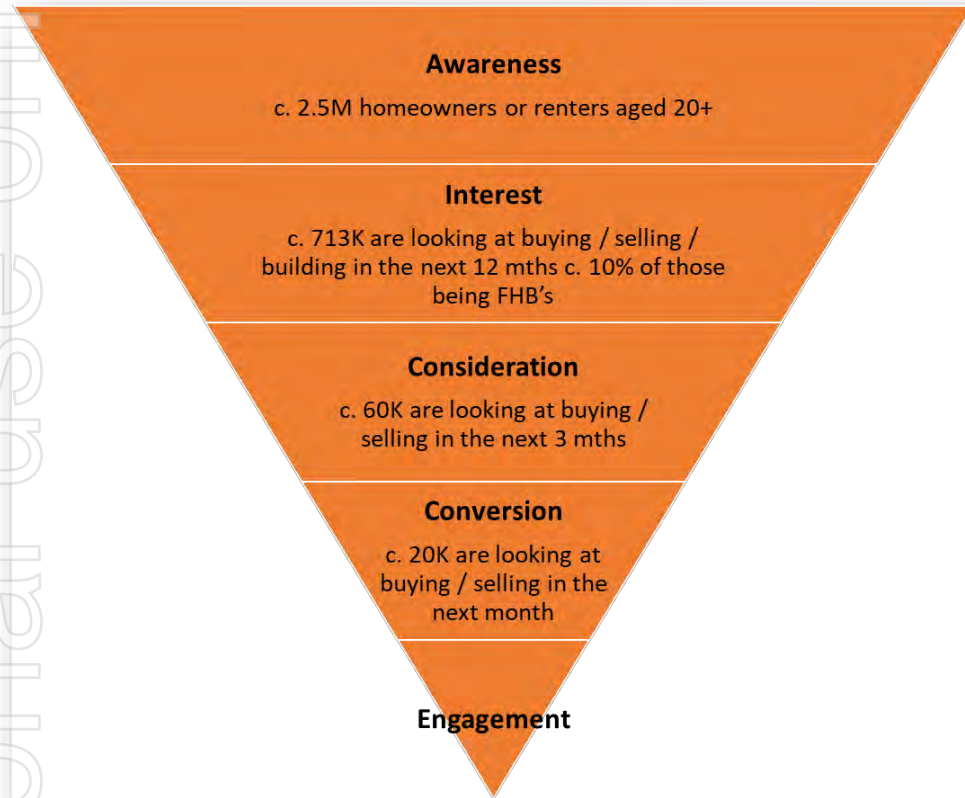 Awareness
c. 2.5M homeowners or renters aged 20+
Interest
c. 713K are looking at buying / selling /
building in the next 12 mths c. 10% of those
being FHB's
Consideration
c. 60K are looking at buying /
selling in the next 3 mths
Conversion
c. 20K are looking at
buying / selling in the
next month
Engagement